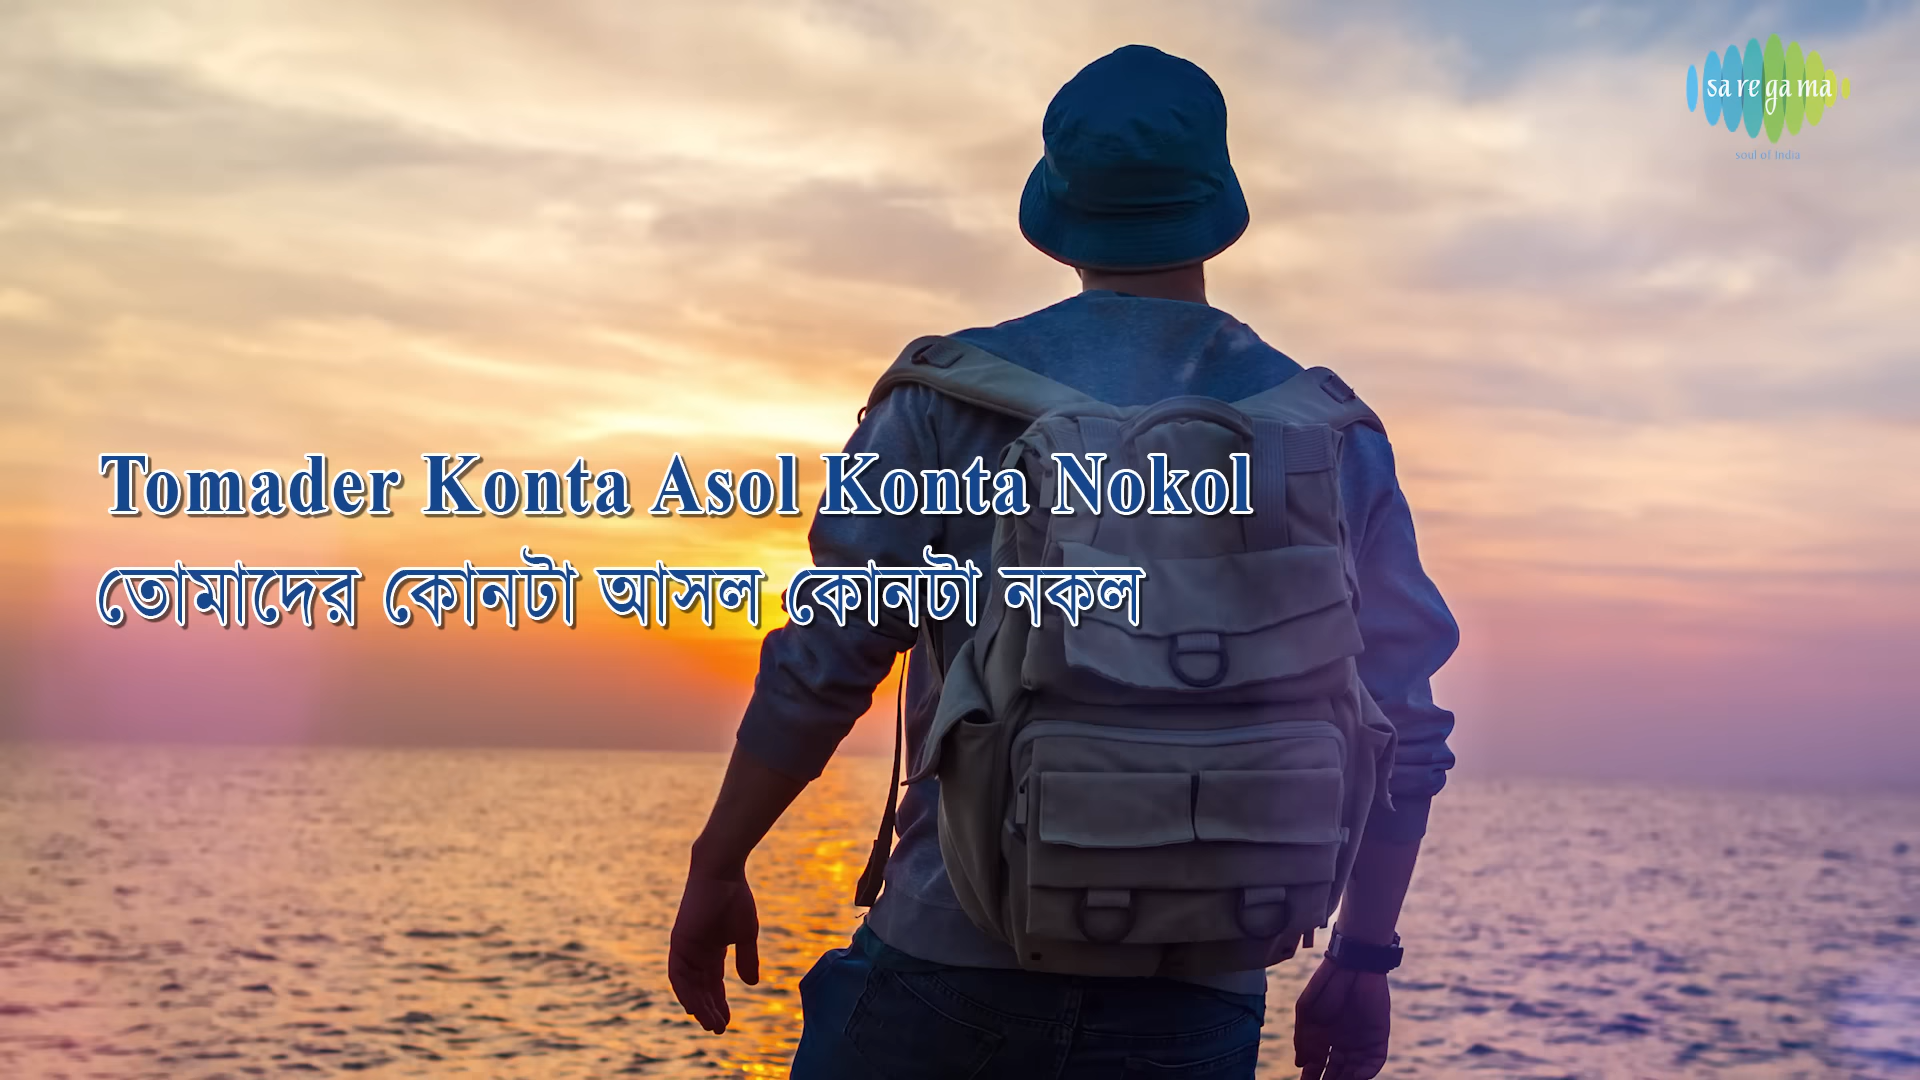 sa re ga ma
soul of India
Tomader Konta Asol Konta Nokol
তোমাদের কোনটা আসল কোনটা নকল